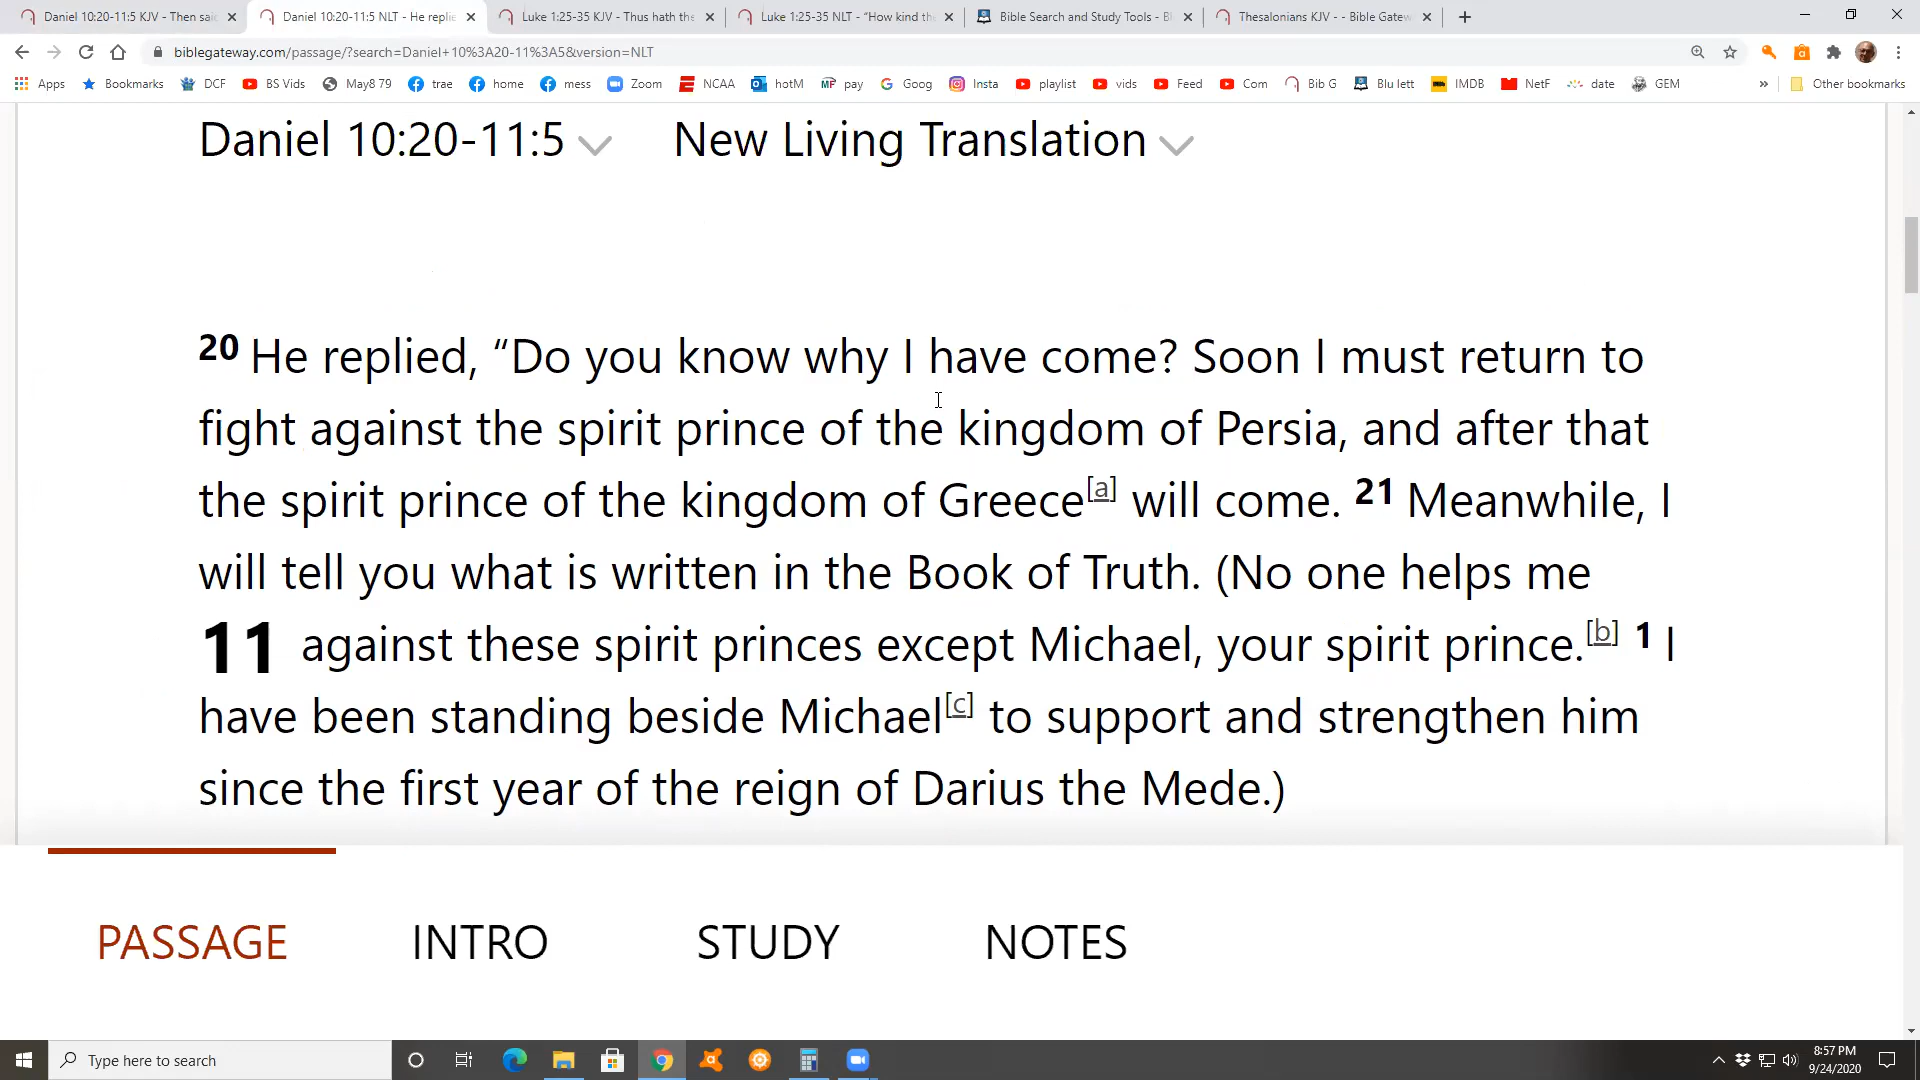 Daniel 10:20-11:5 KJV - Then said
Daniel 10:20-11:5 NLT - He replie
Luke 1:25-35 KJV - Thus hath the
Luke 1:25-35 NLT - “How kind the
Bible Search and Study Tools - Bl
Thesalonians KJV - - Bible Gatew
biblegateway.com/passage/?search=Daniel+10%3A20-11%3A5&version=NLT
Apps Bookmarks DCF BS Vids May8 79 trae home mess Zoom NCAA hotM pay Goog Insta playlist vids Feed Com Bib G Blu lett IMDB NetF date GEM » Other bookmarks
Daniel 10:20-11:5 New Living Translation
20 He replied, “Do you know why I have come? Soon I must return to
fight against the spirit prince of the kingdom of Persia, and after that
the spirit prince of the kingdom of Greece[a] will come. 21 Meanwhile, I
will tell you what is written in the Book of Truth. (No one helps me
11 against these spirit princes except Michael, your spirit prince.[b] 1 I
have been standing beside Michael[c] to support and strengthen him
since the first year of the reign of Darius the Mede.)
PASSAGE INTRO STUDY NOTES
Type here to search
8:57 PM
9/24/2020